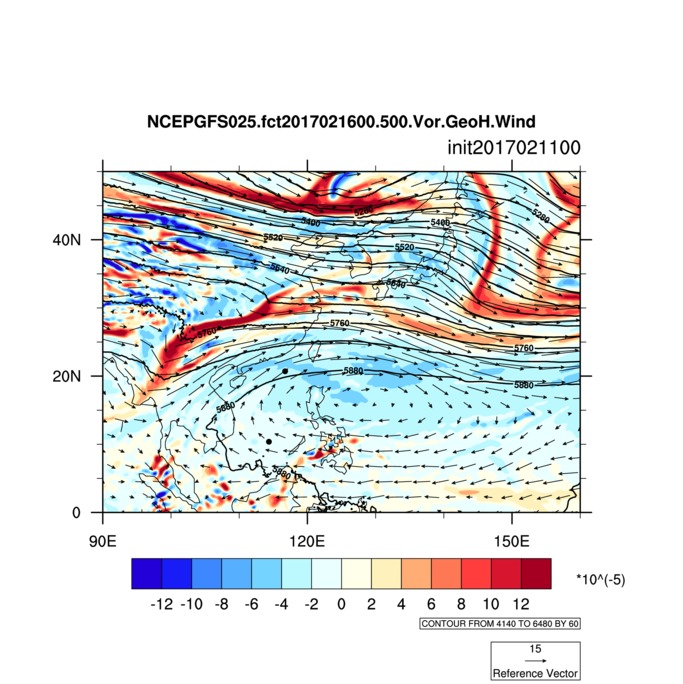 NCEPGFS025.fct2017021600.500.Vor.GeoH.Wind
init2017021100
40N
20N
0
90E 120E 150E
5280
5280
5400
5400
5520
5520
5640
5640
5760
5760
5760
5880
5880
5880
5880
-12 -10 -8 -6 -4 -2 0 2 4 6 8 10 12
*10^(-5)
CONTOUR FROM 4140 TO 6480 BY 60
15
Reference Vector